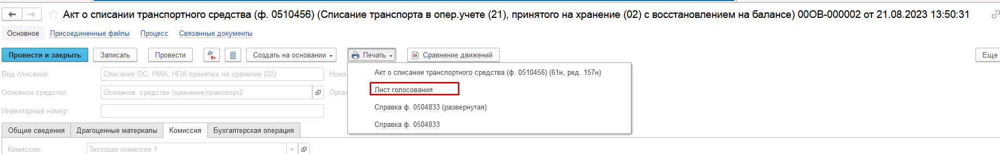 Акт о списании транспортного средства (ф. 0510456) (Списание транспорта в опер.учете (21), принятого на хранение (02) с восстановлением на балансе) 00ОВ-000002 от 21.08.2023 13:50:31
Основное Присоединенные файлы Процесс Связанные документы
Провести и закрыть Записать Провести Дт Кт Создать на основании Печать Сравнение движений Еще
Вид списания: Списание ОС, НМА, НПА принятых на хранение (02) Номе
Акт о списании транспортного средства (ф. 0510456) (61н, ред. 157н)
Лист голосования
Основное средство: Основное средство (хранение)транспорт2 Орган
Справка ф. 0504833 (развернутая)
Инвентарный номер:
Справка ф. 0504833
Общие сведения Драгоценные материалы Комиссия Бухгалтерская операция
Комиссия: Тестовая комиссия 1